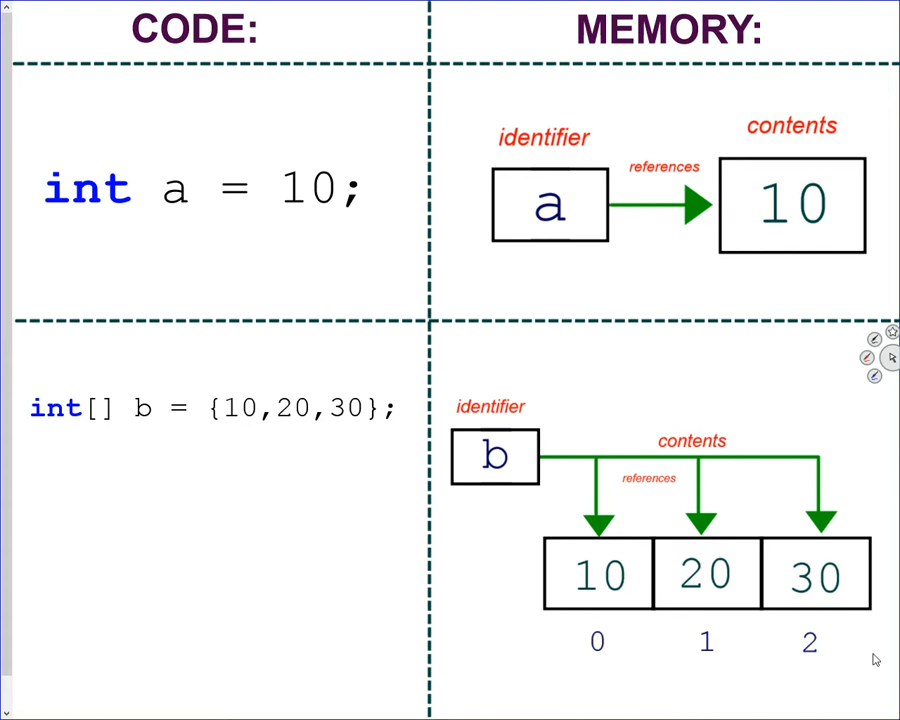 CODE:
MEMORY:
int a = 10;
identifier
references
contents
a
10
int[] b = {10,20,30};
identifier
b
contents
references
10 20 30
0 1 2